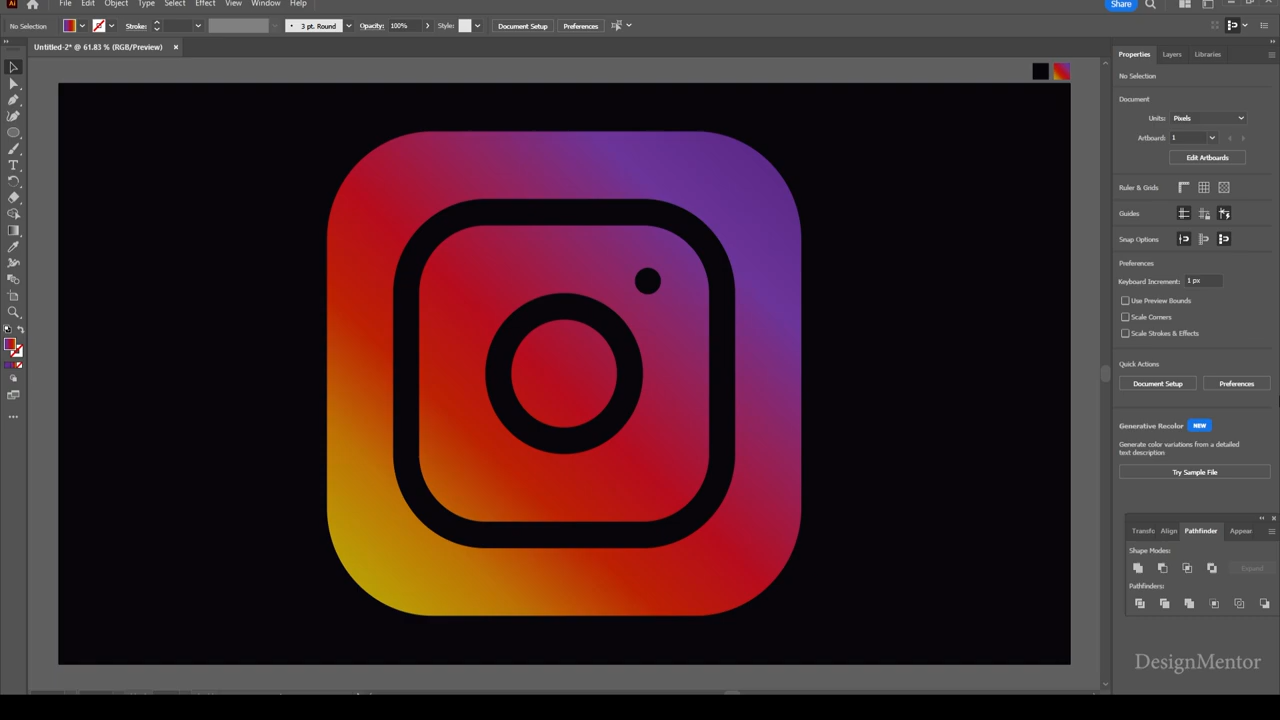 Ai File Edit Object Type Select Effect View Window Help Share
No Selection Stroke: 3 pt. Round Opacity: 100% Style: Document Setup Preferences
Untitled-2* @ 61.83 % (RGB/Preview) ×
Properties Layers Libraries
No Selection
Document
Units: Pixels
Artboard: 1
Edit Artboards
Ruler & Grids
Guides
Snap Options
Preferences
Keyboard Increment: 1 px
Use Preview Bounds
Scale Corners
Scale Strokes & Effects
Quick Actions
Document Setup Preferences
Generative Recolor NEW
Generate color variations from a detailed
text description
Try Sample File
Transfo Align Pathfinder Appear
Shape Modes:
Expand
Pathfinders:
DesignMentor